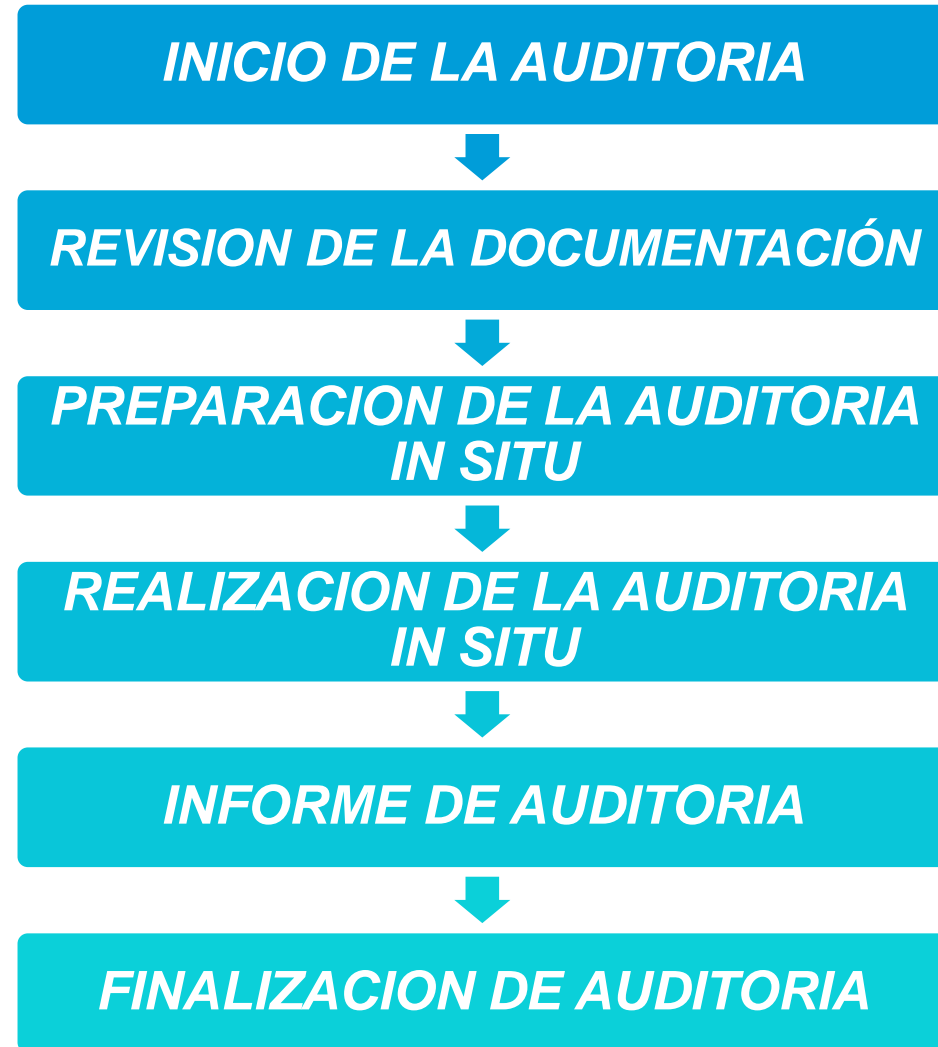 INICIO DE LA AUDITORIA
REVISION DE LA DOCUMENTACIÓN
PREPARACION DE LA AUDITORIA
IN SITU
REALIZACION DE LA AUDITORIA
IN SITU
INFORME DE AUDITORIA
FINALIZACION DE AUDITORIA